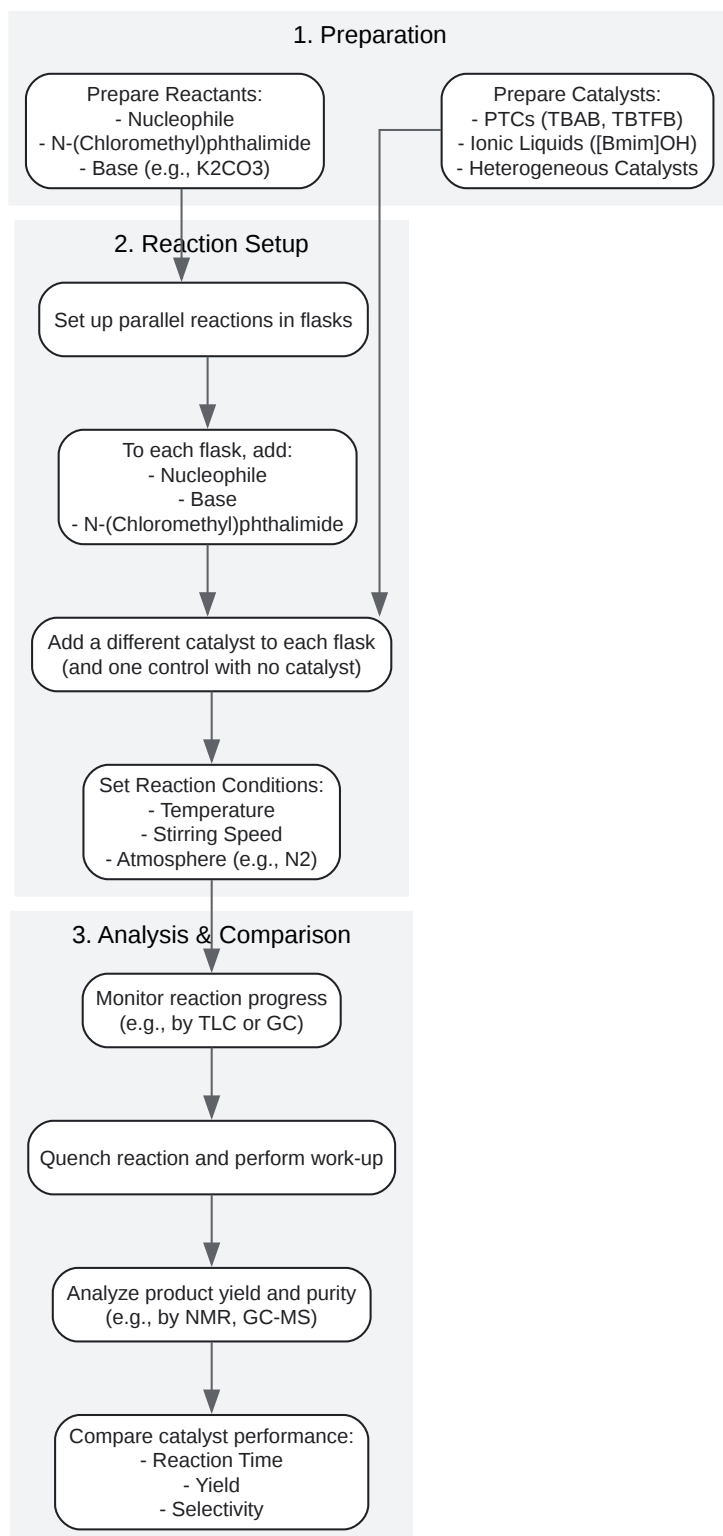 1. Preparation
Prepare Reactants:
- Nucleophile
- N-(Chloromethyl)phthalimide
- Base (e.g., K2CO3)
Prepare Catalysts:
- PTCs (TBAB, TBTFB)
- Ionic Liquids ([Bmim]OH)
- Heterogeneous Catalysts
2. Reaction Setup
Set up parallel reactions in flasks
To each flask, add:
- Nucleophile
- Base
- N-(Chloromethyl)phthalimide
Add a different catalyst to each flask
(and one control with no catalyst)
Set Reaction Conditions:
- Temperature
- Stirring Speed
- Atmosphere (e.g., N2)
3. Analysis & Comparison
Monitor reaction progress
(e.g., by TLC or GC)
Quench reaction and perform work-up
Analyze product yield and purity
(e.g., by NMR, GC-MS)
Compare catalyst performance:
- Reaction Time
- Yield
- Selectivity